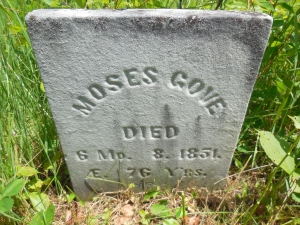 MOSES GOVE
DIED
6 Mo. 8. 1851.
Æ. 76 Yrs.